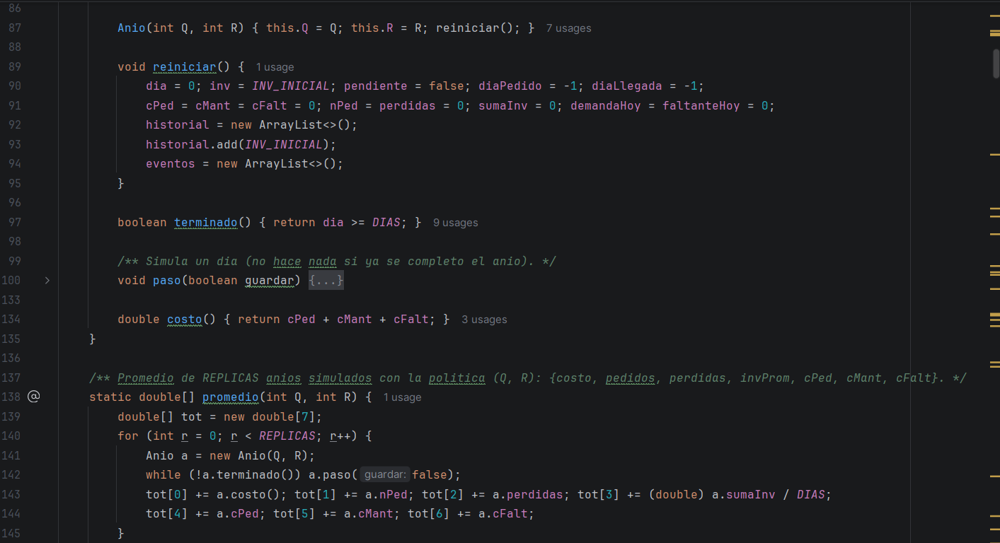 86
87 Anio(int Q, int R) { this.Q = Q; this.R = R; reiniciar(); } 7 usages
88
89 void reiniciar() { 1 usage
90 dia = 0; inv = INV_INICIAL; pendiente = false; diaPedido = -1; diaLlegada = -1;
91 cPed = cMant = cFalt = 0; nPed = perdidas = 0; sumaInv = 0; demandaHoy = faltanteHoy = 0;
92 historial = new ArrayList<>();
93 historial.add(INV_INICIAL);
94 eventos = new ArrayList<>();
95 }
96
97 boolean terminado() { return dia >= DIAS; } 9 usages
98
99 /** Simula un dia (no hace nada si ya se completo el anio). */
100 void paso(boolean guardar) {...}
133
134 double costo() { return cPed + cMant + cFalt; } 3 usages
135 }
136
137 /** Promedio de REPLICAS anios simulados con la politica (Q, R): {costo, pedidos, perdidas, invProm, cPed, cMant, cFalt}. */
138 @ static double[] promedio(int Q, int R) { 1 usage
139 double[] tot = new double[7];
140 for (int r = 0; r < REPLICAS; r++) {
141 Anio a = new Anio(Q, R);
142 while (!a.terminado()) a.paso( guardar: false);
143 tot[0] += a.costo(); tot[1] += a.nPed; tot[2] += a.perdidas; tot[3] += (double) a.sumaInv / DIAS;
144 tot[4] += a.cPed; tot[5] += a.cMant; tot[6] += a.cFalt;
145 }